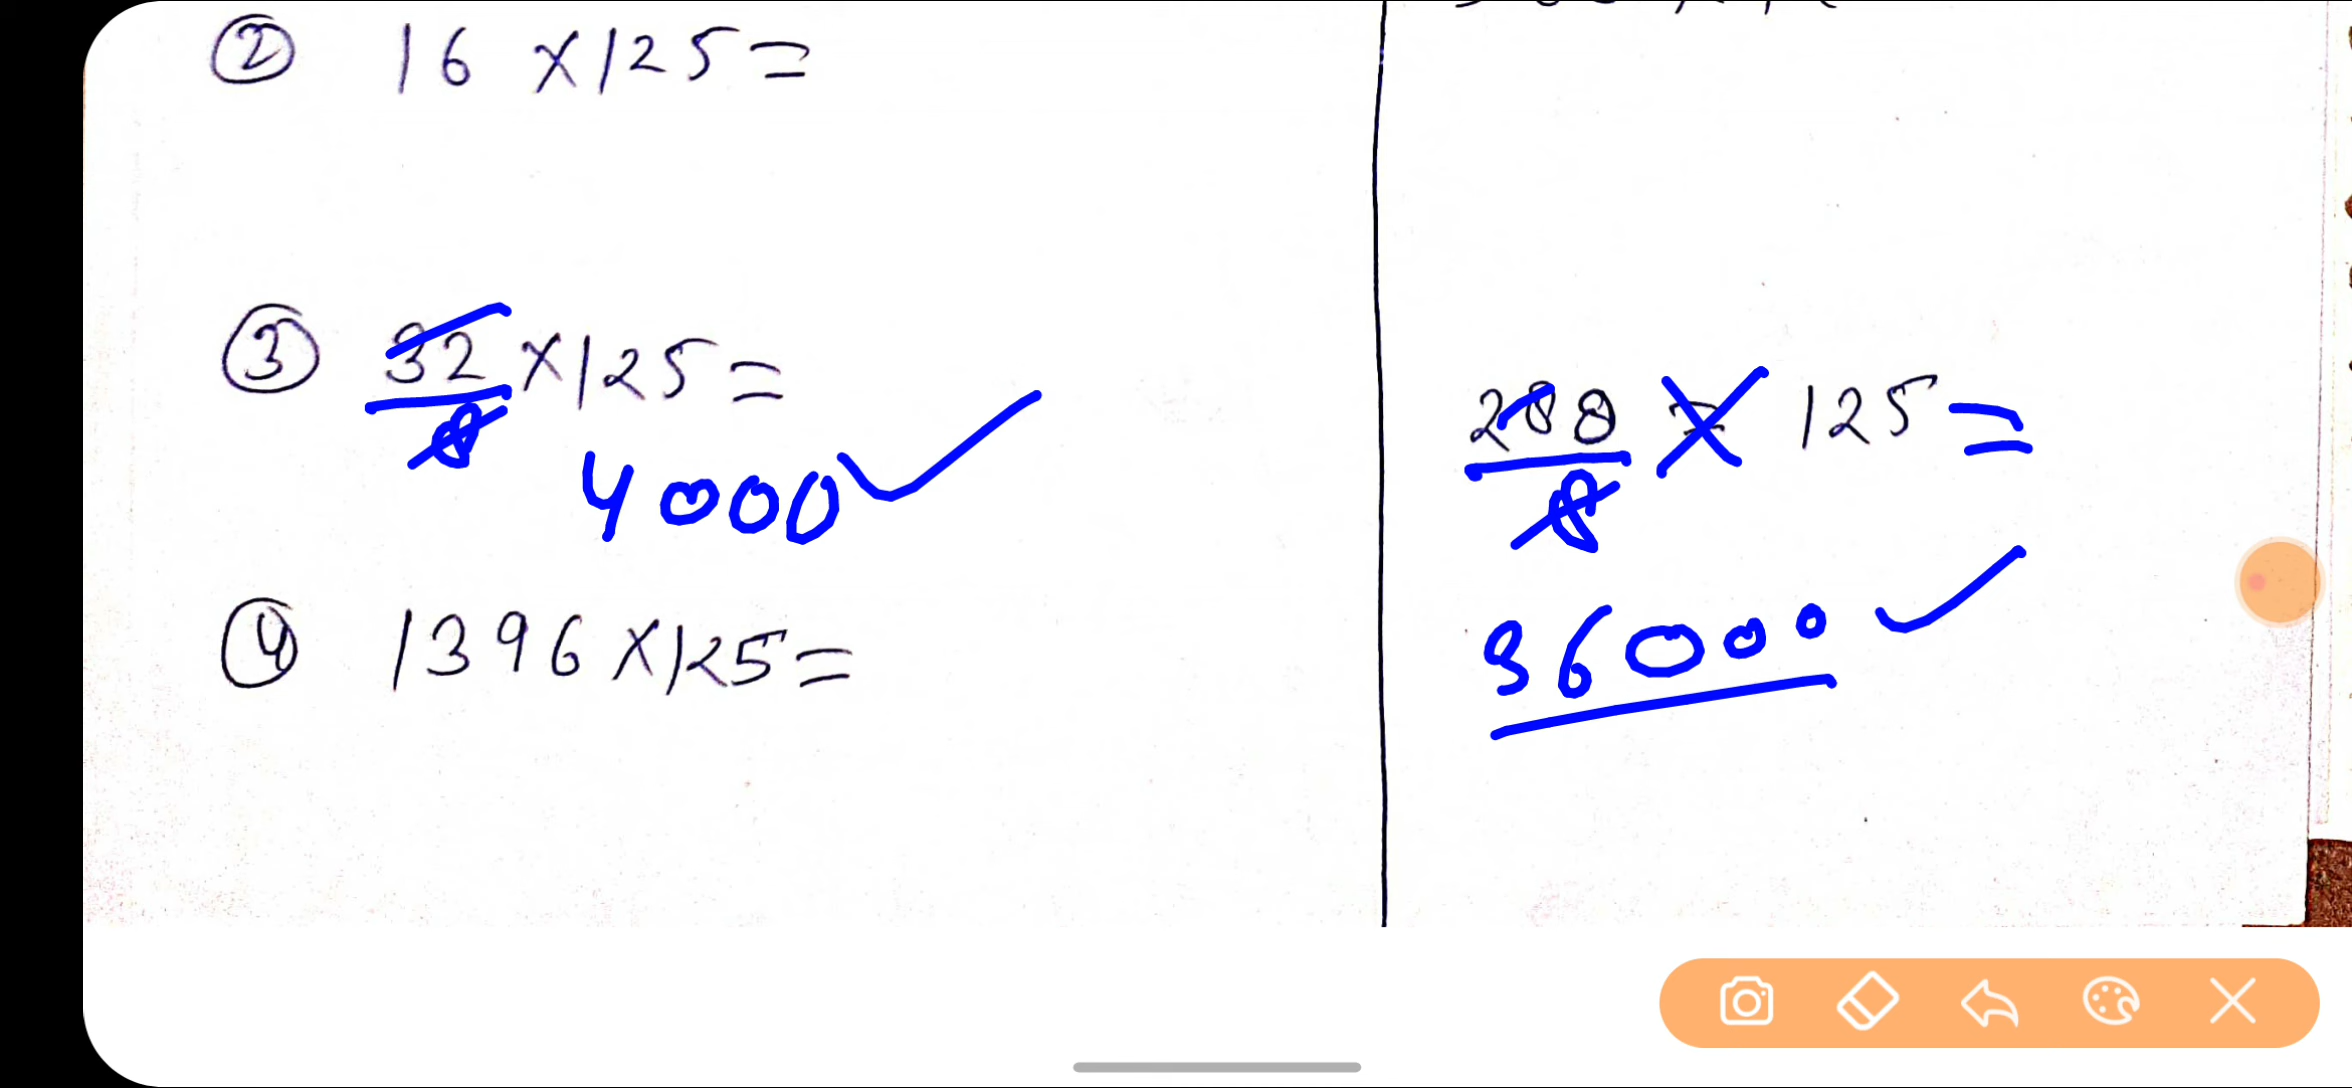 ② 16 ×125=
③ 32/8 ×125=
4000✓
④ 1396 ×125=
288/8 × 125=
36000 ✓